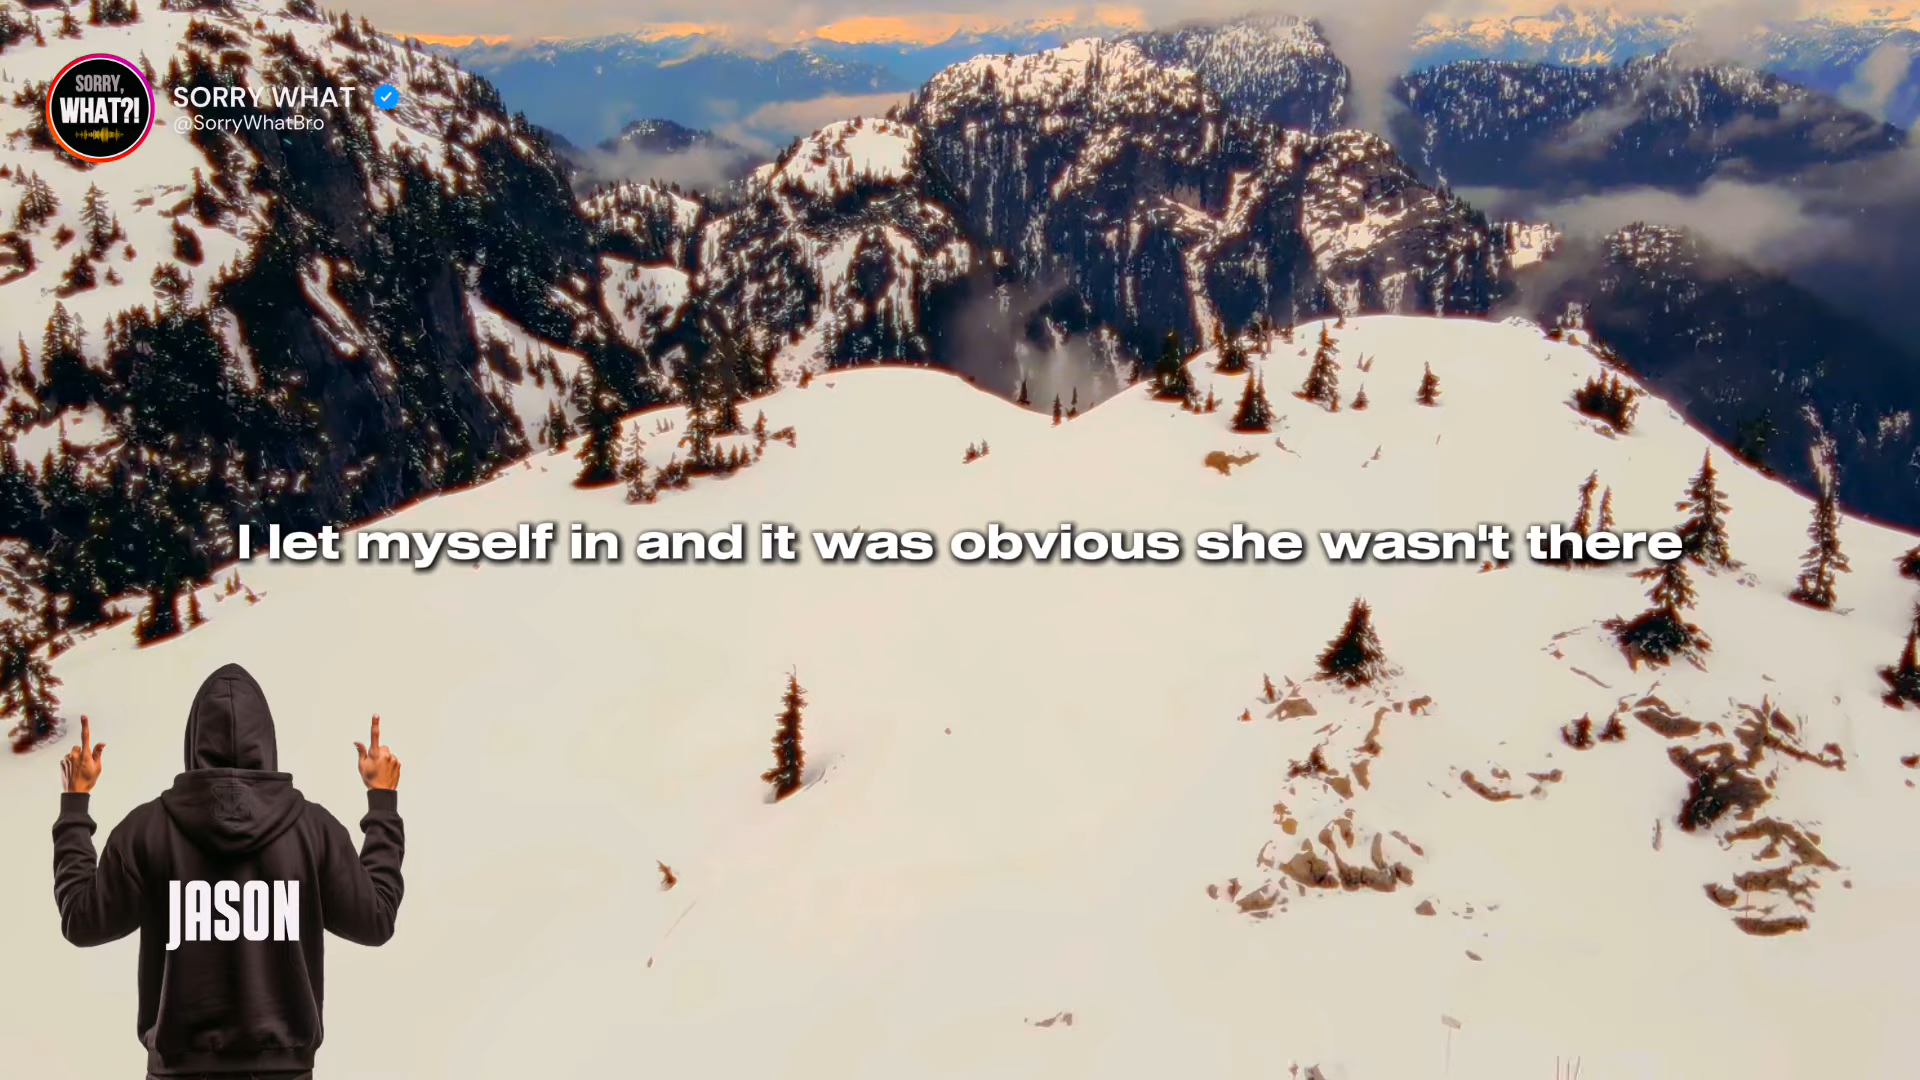 SORRY,
WHAT?!
SORRY WHAT
@SorryWhatBro
I let myself in and it was obvious she wasn't there
JASON